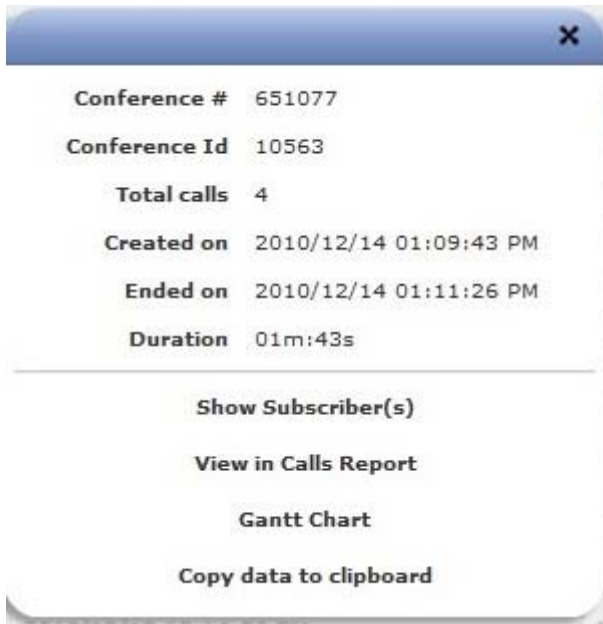 Conference # 651077
Conference Id 10563
Total calls 4
Created on 2010/12/14 01:09:43 PM
Ended on 2010/12/14 01:11:26 PM
Duration 01m:43s
Show Subscriber(s)
View in Calls Report
Gantt Chart
Copy data to clipboard